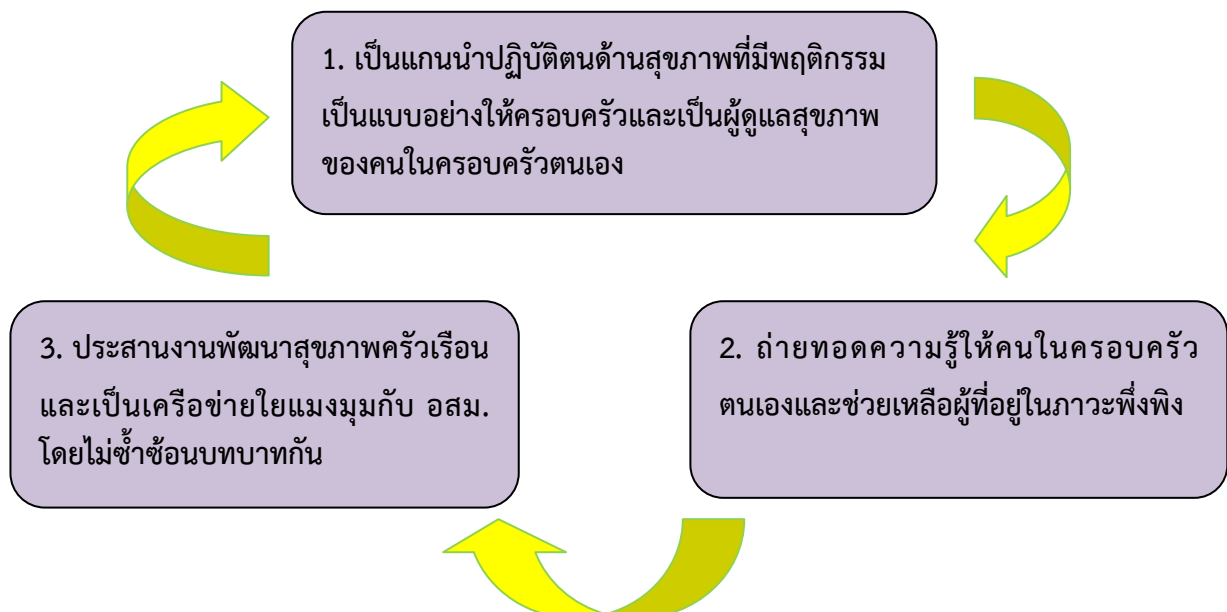 1. เป็นแกนนำปฏิบัติตนด้านสุขภาพที่มีพฤติกรรม
เป็นแบบอย่างให้ครอบครัวและเป็นผู้ดูแลสุขภาพ
ของคนในครอบครัวตนเอง
2. ถ่ายทอดความรู้ให้คนในครอบครัว
ตนเองและช่วยเหลือผู้ที่อยู่ในภาวะพึ่งพิง
3. ประสานงานพัฒนาสุขภาพครัวเรือน
และเป็นเครือข่ายใยแมงมุมกับ อสม.
โดยไม่ซ้ำซ้อนบทบาทกัน